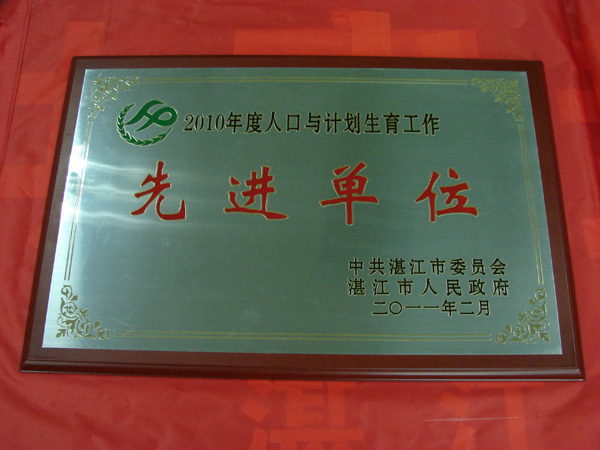 2010年度人口与计划生育工作
先进单位
中共湛江市委员会
湛江市人民政府
二〇一一年二月